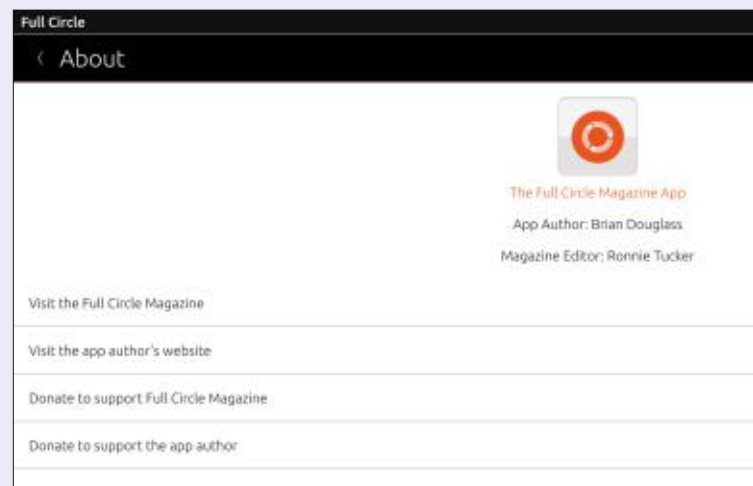 Full Circle
About
The Full Circle Magazine App
App Author: Brian Douglass
Magazine Editor: Ronnie Tucker
Visit the Full Circle Magazine
Visit the app author's website
Donate to support Full Circle Magazine
Donate to support the app author